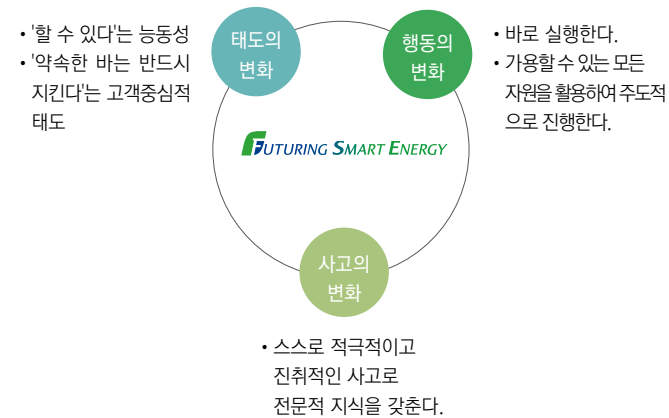 • '할 수 있다'는 능동성
• '약속한 바는 반드시
지킨다'는 고객중심적
태도
태도의
변화
행동의
변화
• 바로 실행한다.
• 가용할 수 있는 모든
자원을 활용하여 주도적
으로 진행한다.
FUTURING SMART ENERGY
사고의
변화
• 스스로 적극적이고
진취적인 사고로
전문적 지식을 갖춘다.